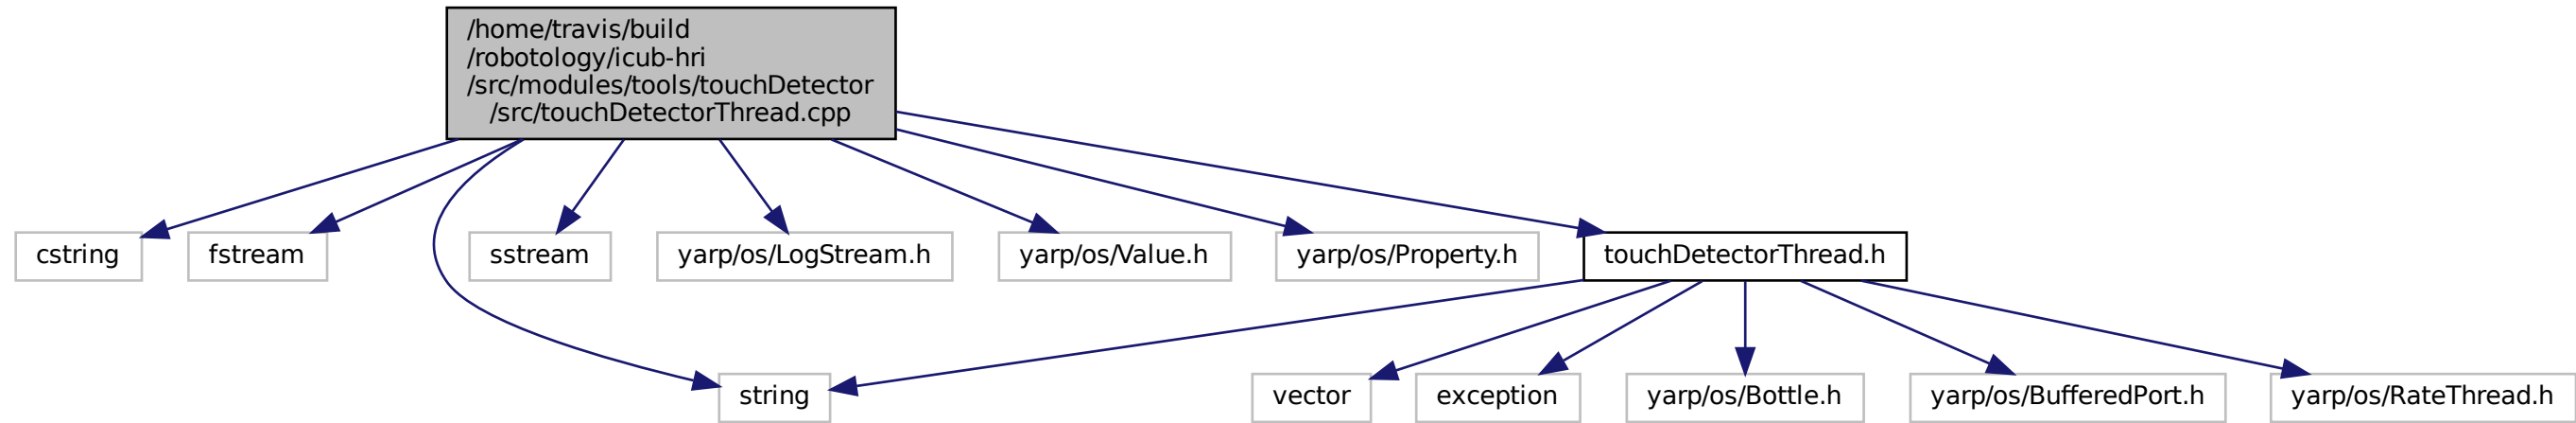 /home/travis/build
/robotology/icub-hri
/src/modules/tools/touchDetector
/src/touchDetectorThread.cpp
cstring
fstream
sstream
yarp/os/LogStream.h
yarp/os/Value.h
yarp/os/Property.h
touchDetectorThread.h
string
vector
exception
yarp/os/Bottle.h
yarp/os/BufferedPort.h
yarp/os/RateThread.h